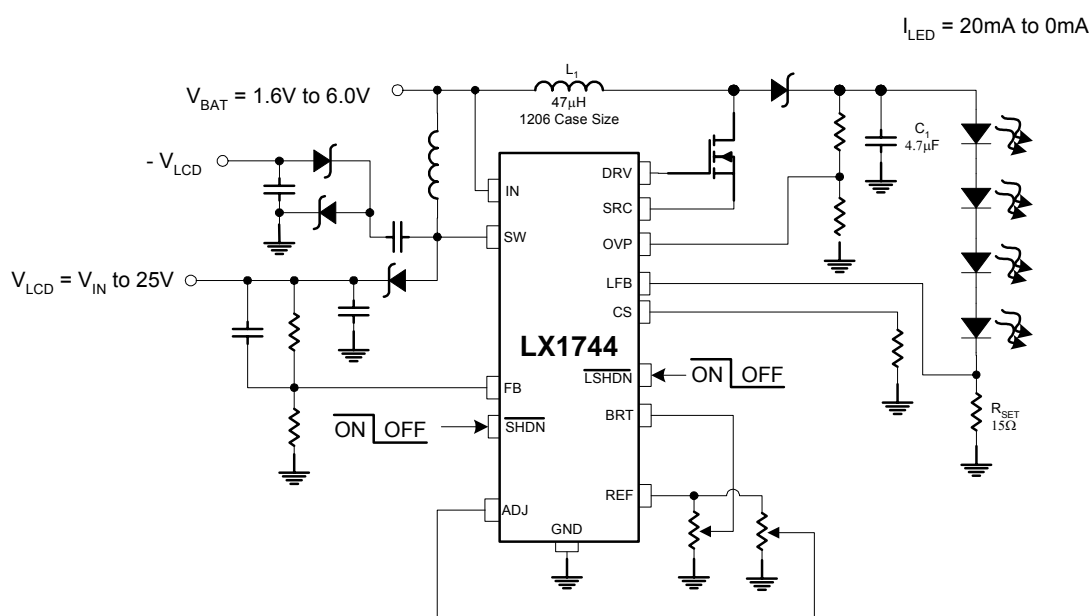 I_LED = 20mA to 0mA
L₁
47µH
1206 Case Size
V_BAT = 1.6V to 6.0V
C₁
4.7µF
- V_LCD
DRV
IN
SRC
SW
OVP
V_LCD = V_IN to 25V
LFB
CS
LX1744
LSHDN
ON OFF
FB
BRT
R_SET
15Ω
ON OFF
SHDN
REF
ADJ
GND